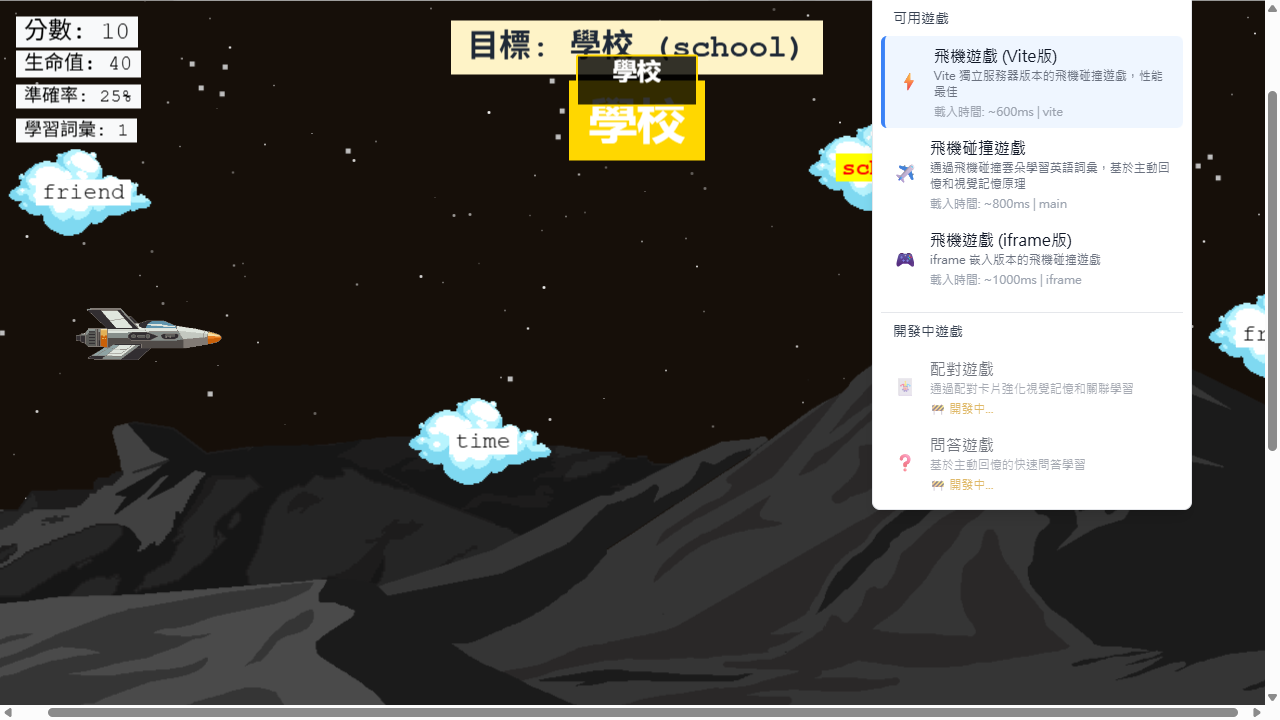 分數: 10
生命值: 40
準確率: 25%
學習詞彙: 1
目標: 學校 (school)
學校
學校
friend
time
可用遊戲
飛機遊戲 (Vite版)
Vite 獨立服務器版本的飛機碰撞遊戲，性能
最佳
載入時間: ~600ms | vite
飛機碰撞遊戲
通過飛機碰撞雲朵學習英語詞彙，基於主動回
憶和視覺記憶原理
載入時間: ~800ms | main
飛機遊戲 (iframe版)
iframe 嵌入版本的飛機碰撞遊戲
載入時間: ~1000ms | iframe
開發中遊戲
配對遊戲
通過配對卡片強化視覺記憶和關聯學習
開發中...
問答遊戲
基於主動回憶的快速問答學習
開發中...